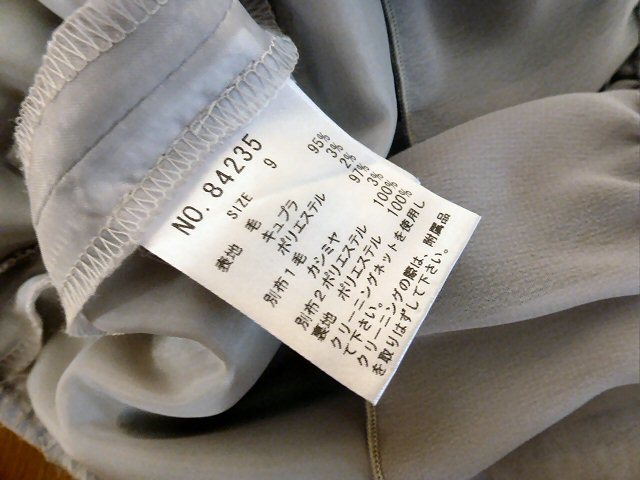 NO. 84235
SIZE 9
表地 毛 95%
キュプラ 3%
ポリエステル 2%
別布1 毛 97%
カシミヤ 3%
別布2 ポリエステル 100%
裏地 ポリエステル 100%
クリーニングネットを使用し
て下さい。
クリーニングの際は、附属品
を取りはずして下さい。